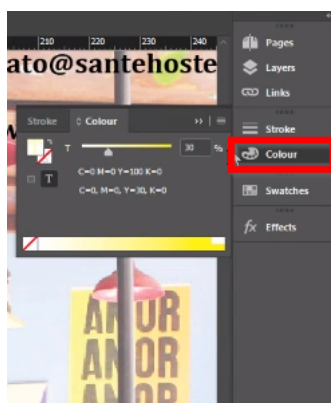 210 220 230 240
ato@santehoste
Pages
Layers
Links
Stroke
Colour
Swatches
fx Effects
Stroke Colour
T 30 %
T
C=0 M=0 Y=100 K=0
C=0, M=0, Y=30, K=0
AMOR
AMOR
AMOR